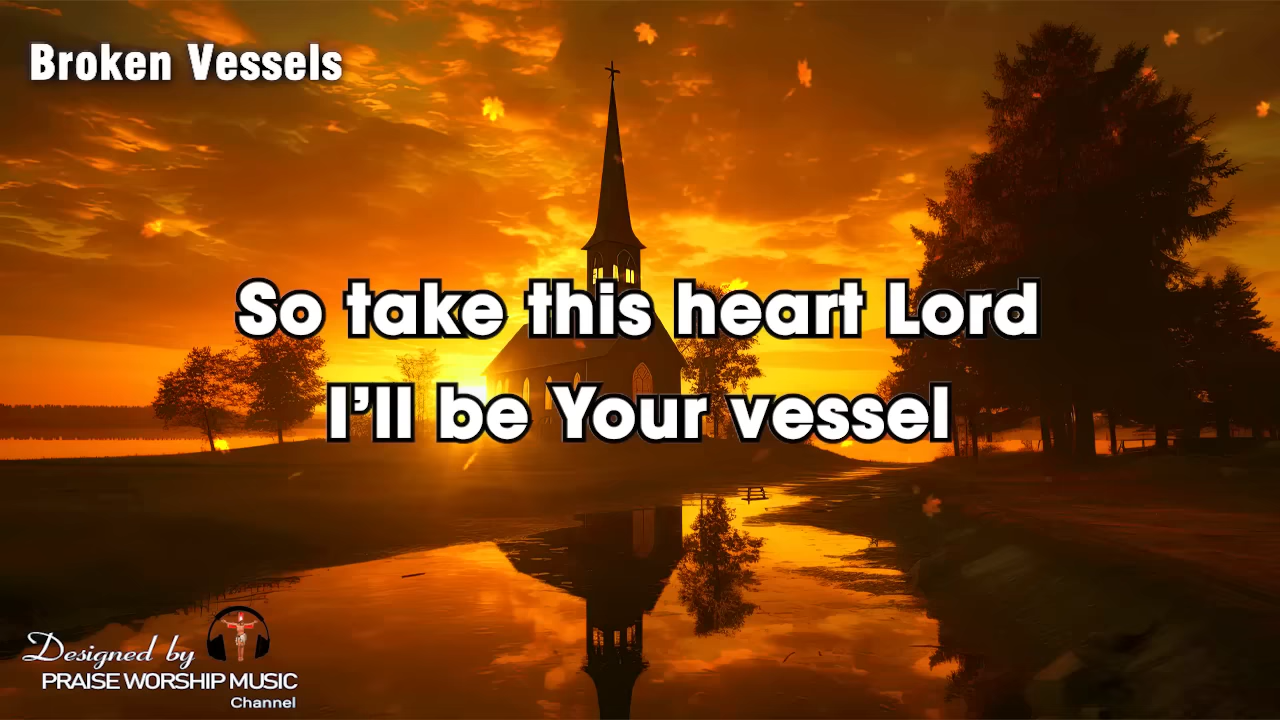 Broken Vessels
So take this heart Lord
I'll be Your vessel
Designed by
PRAISE WORSHIP MUSIC
Channel